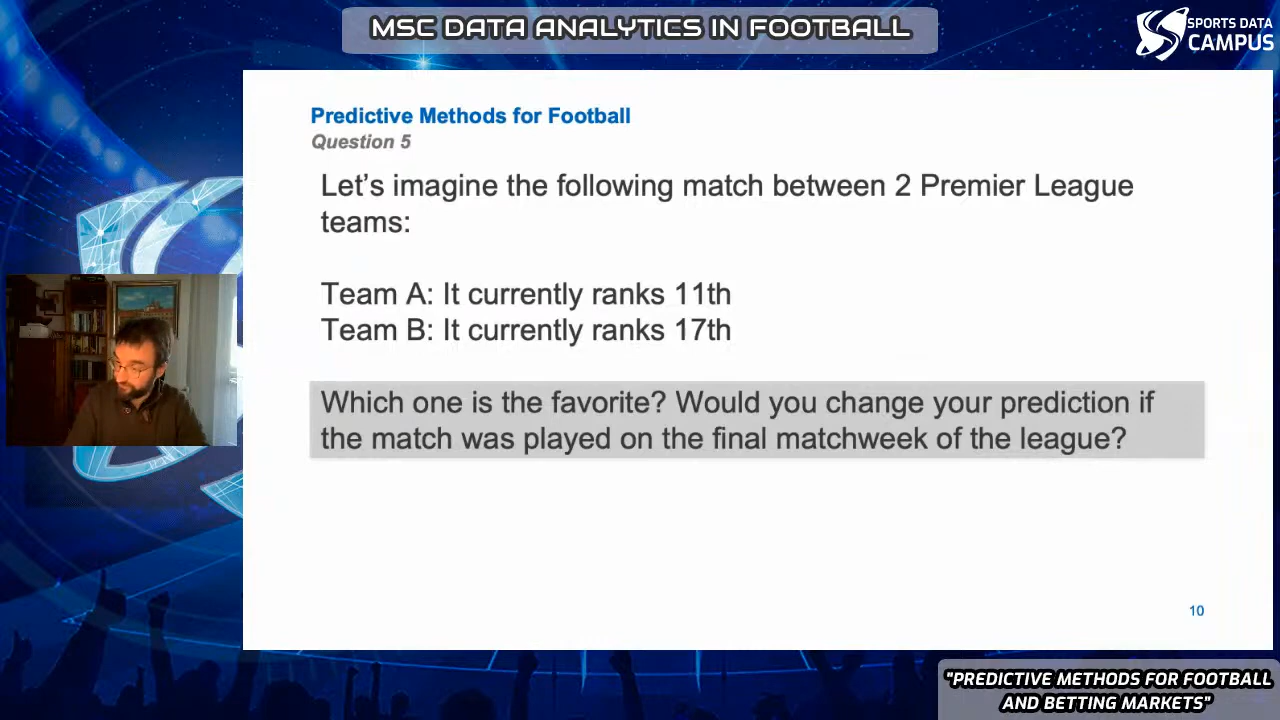 MSC DATA ANALYTICS IN FOOTBALL
SPORTS DATA
CAMPUS
Predictive Methods for Football
Question 5
Let’s imagine the following match between 2 Premier League
teams:
Team A: It currently ranks 11th
Team B: It currently ranks 17th
Which one is the favorite? Would you change your prediction if
the match was played on the final matchweek of the league?
10
"PREDICTIVE METHODS FOR FOOTBALL
AND BETTING MARKETS"